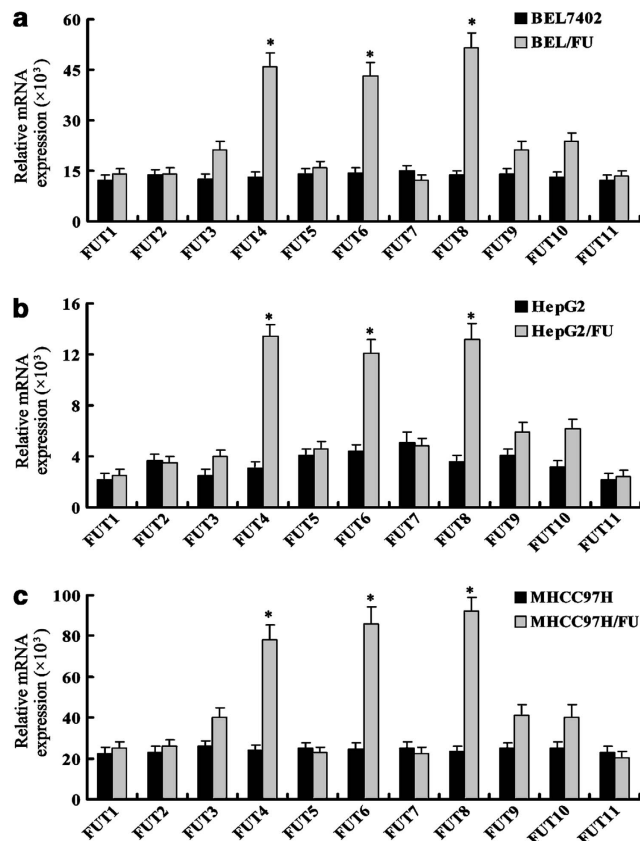 a
BEL7402
BEL/FU
Relative mRNA
expression (×10³)
60
45
30
15
0
*
*
*
FUT1
FUT2
FUT3
FUT4
FUT5
FUT6
FUT7
FUT8
FUT9
FUT10
FUT11
b
HepG2
HepG2/FU
Relative mRNA
expression (×10³)
16
12
8
4
0
*
*
*
FUT1
FUT2
FUT3
FUT4
FUT5
FUT6
FUT7
FUT8
FUT9
FUT10
FUT11
c
MHCC97H
MHCC97H/FU
Relative mRNA
expression (×10³)
100
80
60
40
20
0
*
*
*
FUT1
FUT2
FUT3
FUT4
FUT5
FUT6
FUT7
FUT8
FUT9
FUT10
FUT11